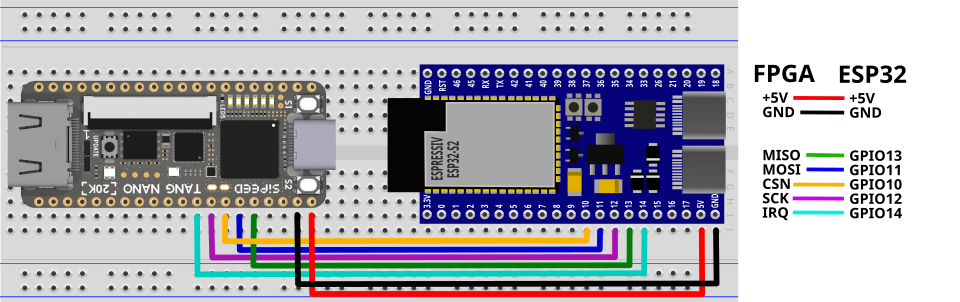 FPGA ESP32
+5V +5V
GND GND
MISO GPIO13
MOSI GPIO11
CSN GPIO10
SCK GPIO12
IRQ GPIO14
GND RST 46 45 RX TX 42 41 40 39 38 37 36 35 34 33 26 21 20 19 18
ESPRESSIV
ESP32-S2
3.3V 0 1 2 3 4 5 6 7 8 9 10 11 12 13 14 15 16 17 5V GND
S1
UPDATE
S2
SiPEED TANG NANO [20K]